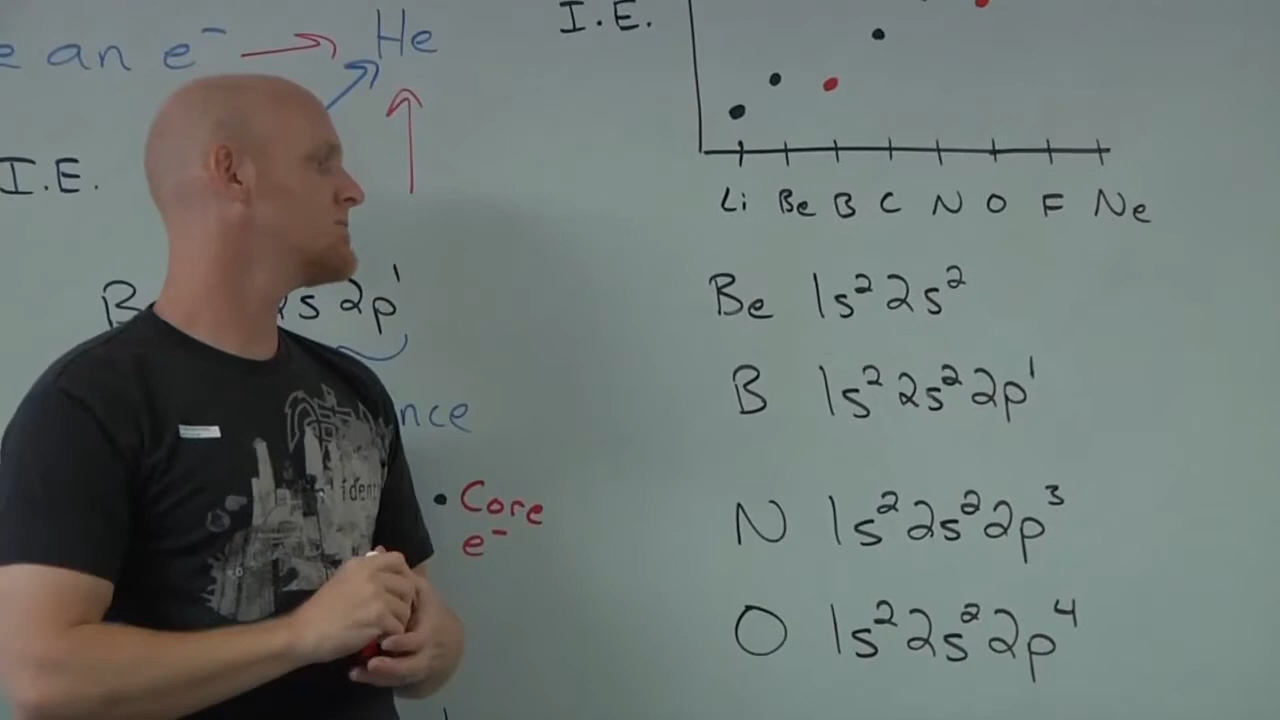 e an e⁻ → He
I.E.
B 2s 2p¹
nce
• Core
e⁻
I.E.
Li Be B C N O F Ne
Be 1s² 2s²
B 1s² 2s² 2p¹
N 1s² 2s² 2p³
O 1s² 2s² 2p⁴
ident